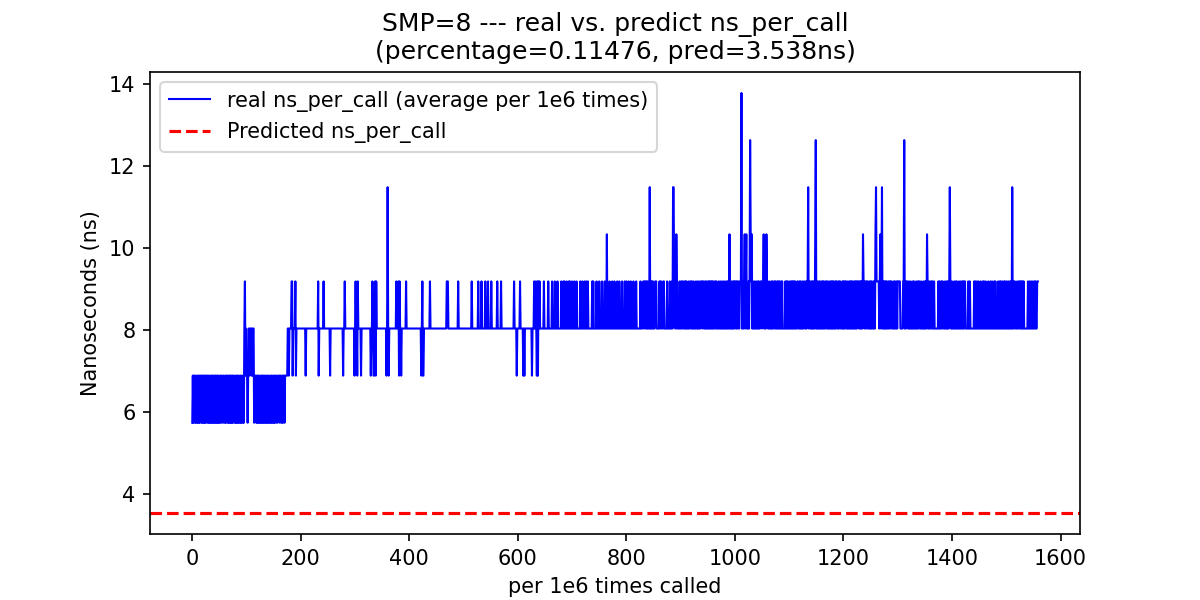 SMP=8 --- real vs. predict ns_per_call
(percentage=0.11476, pred=3.538ns)
real ns_per_call (average per 1e6 times)
Predicted ns_per_call
Nanoseconds (ns)
14
12
10
8
6
4
0 200 400 600 800 1000 1200 1400 1600
per 1e6 times called